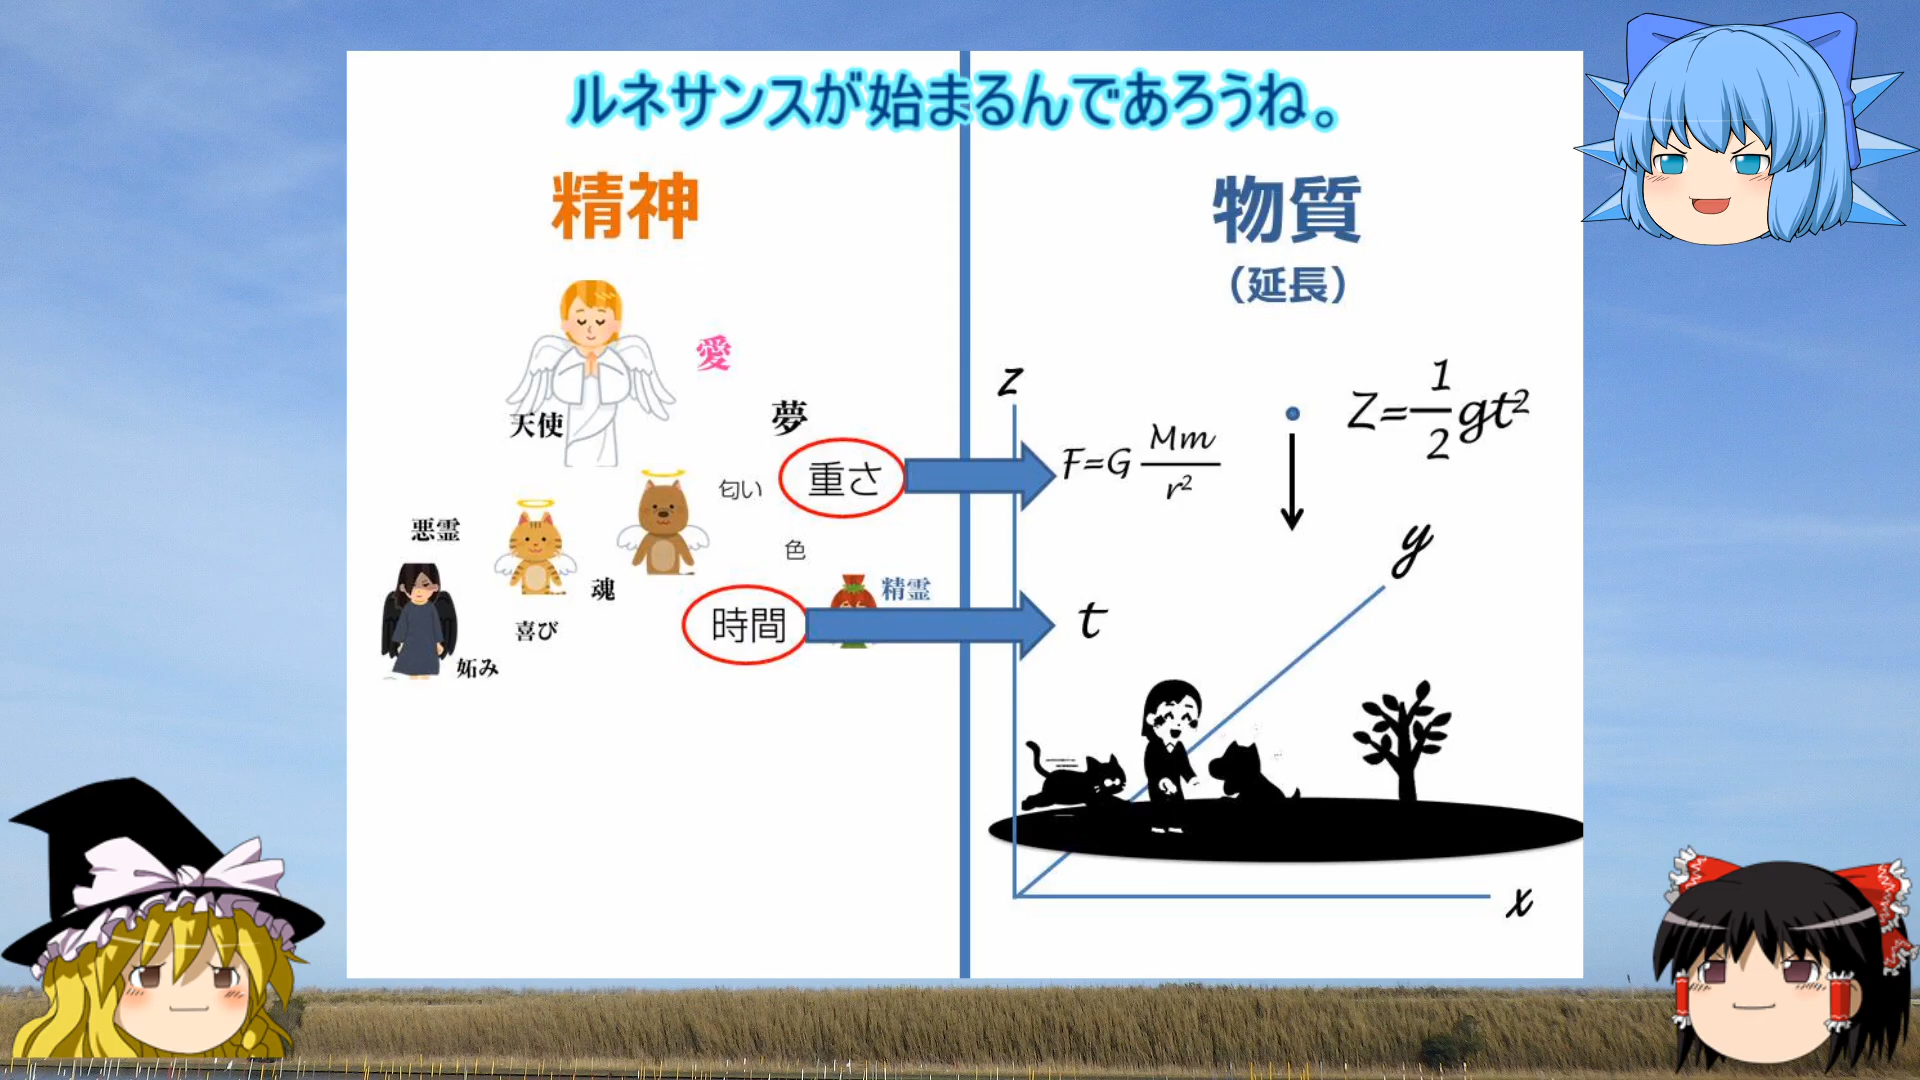 ルネサンスが始まるんであろうね。
精神
物質
（延長）
愛
天使
夢
重さ
匂い
色
悪霊
魂
精霊
喜び
時間
妬み
z
F=G Mm/r²
Z=1/2 gt²
y
t
x